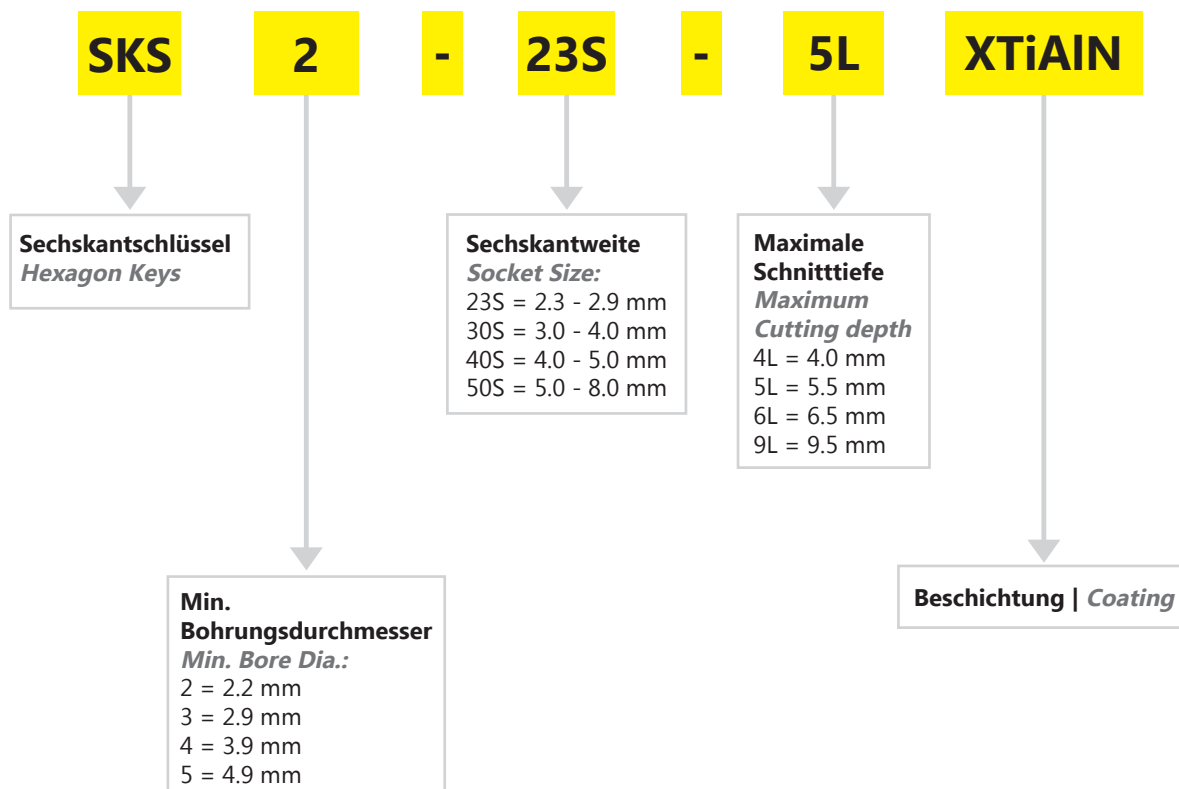 SKS 2 - 23S - 5L XTiAlN
Sechskantschlüssel
Hexagon Keys
Sechskantweite
Socket Size:
23S = 2.3 - 2.9 mm
30S = 3.0 - 4.0 mm
40S = 4.0 - 5.0 mm
50S = 5.0 - 8.0 mm
Maximale
Schnitttiefe
Maximum
Cutting depth
4L = 4.0 mm
5L = 5.5 mm
6L = 6.5 mm
9L = 9.5 mm
Min.
Bohrungsdurchmesser
Min. Bore Dia.:
2 = 2.2 mm
3 = 2.9 mm
4 = 3.9 mm
5 = 4.9 mm
Beschichtung | Coating